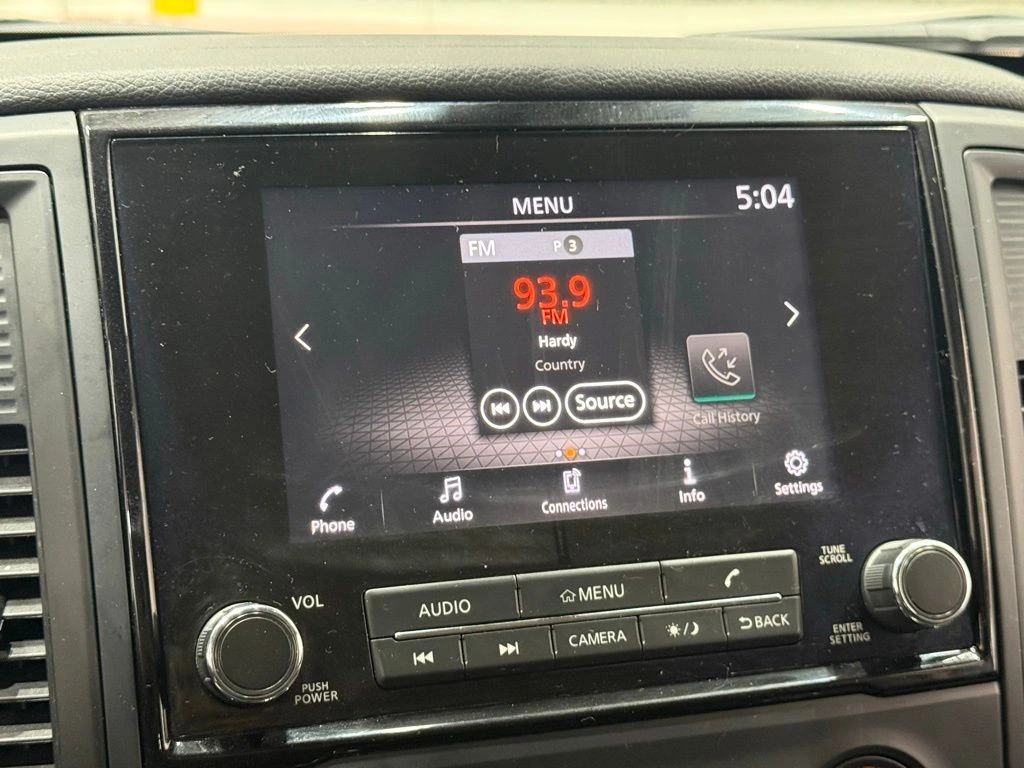 MENU
5:04
FM P 3
93.9
FM
Hardy
Country
Source
Call History
Phone
Audio
Connections
Info
Settings
VOL
PUSH
POWER
AUDIO
MENU
CAMERA
BACK
TUNE
SCROLL
ENTER
SETTING